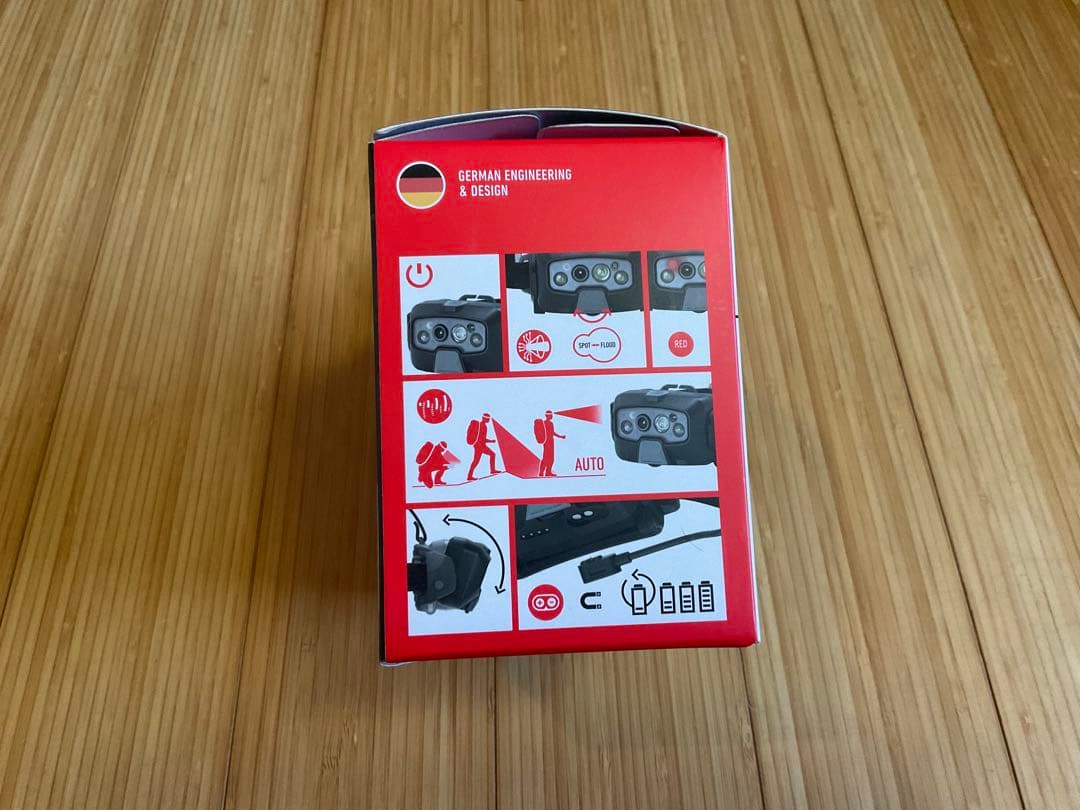 GERMAN ENGINEERING
& DESIGN
SPOT FLOOD
RED
AUTO